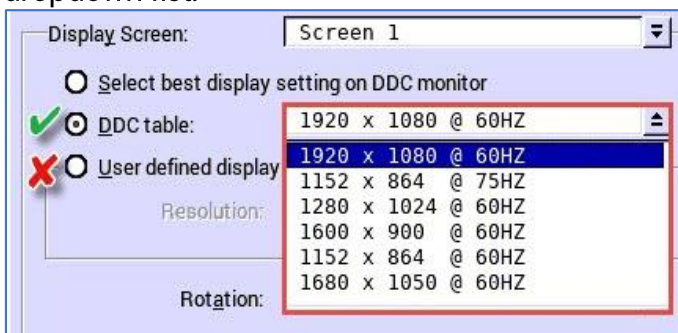 dropdown list.
Display Screen: Screen 1
Select best display setting on DDC monitor
DDC table: 1920 x 1080 @ 60HZ
1920 x 1080 @ 60HZ
User defined display
1152 x 864 @ 75HZ
1280 x 1024 @ 60HZ
Resolution:
1600 x 900 @ 60HZ
1152 x 864 @ 60HZ
1680 x 1050 @ 60HZ
Rotation: